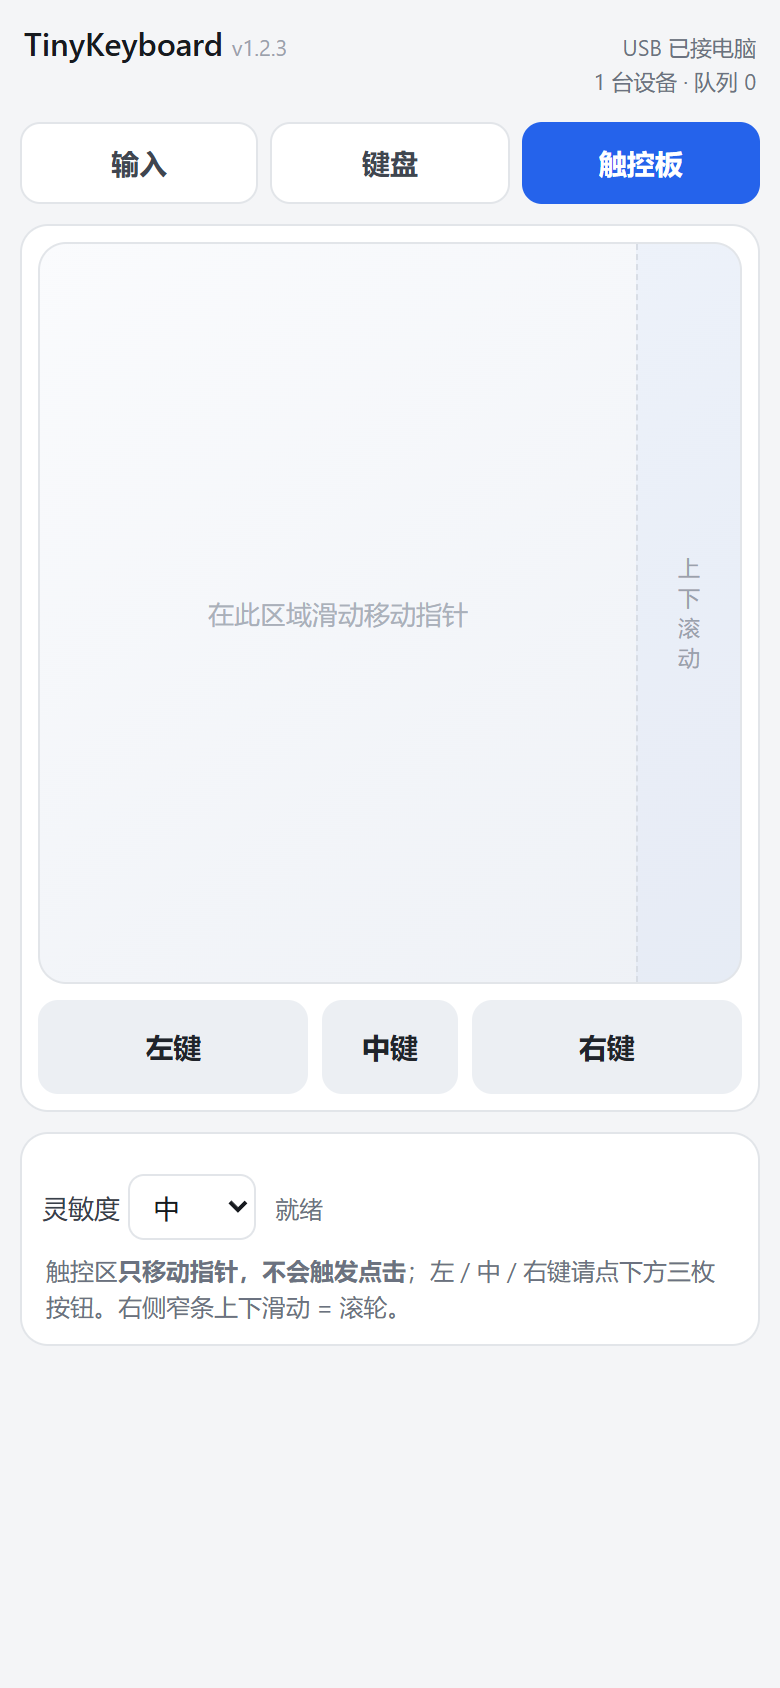 TinyKeyboard v1.2.3
USB 已接电脑
1 台设备 · 队列 0
输入
键盘
触控板
在此区域滑动移动指针
上
下
滚
动
左键
中键
右键
灵敏度 中 就绪
触控区只移动指针，不会触发点击；左 / 中 / 右键请点下方三枚
按钮。右侧窄条上下滑动 = 滚轮。